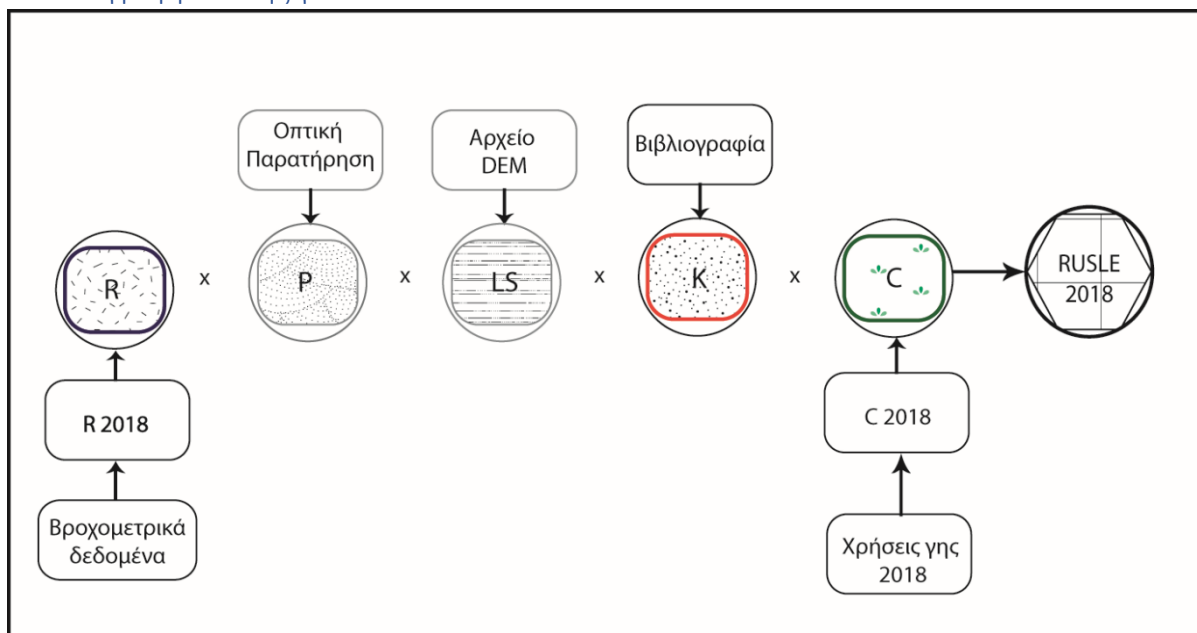 Οπτική
Παρατήρηση
Αρχείο
DEM
Βιβλιογραφία
R
x
P
x
LS
x
K
x
C
RUSLE
2018
R 2018
C 2018
Βροχομετρικά
δεδομένα
Χρήσεις γης
2018